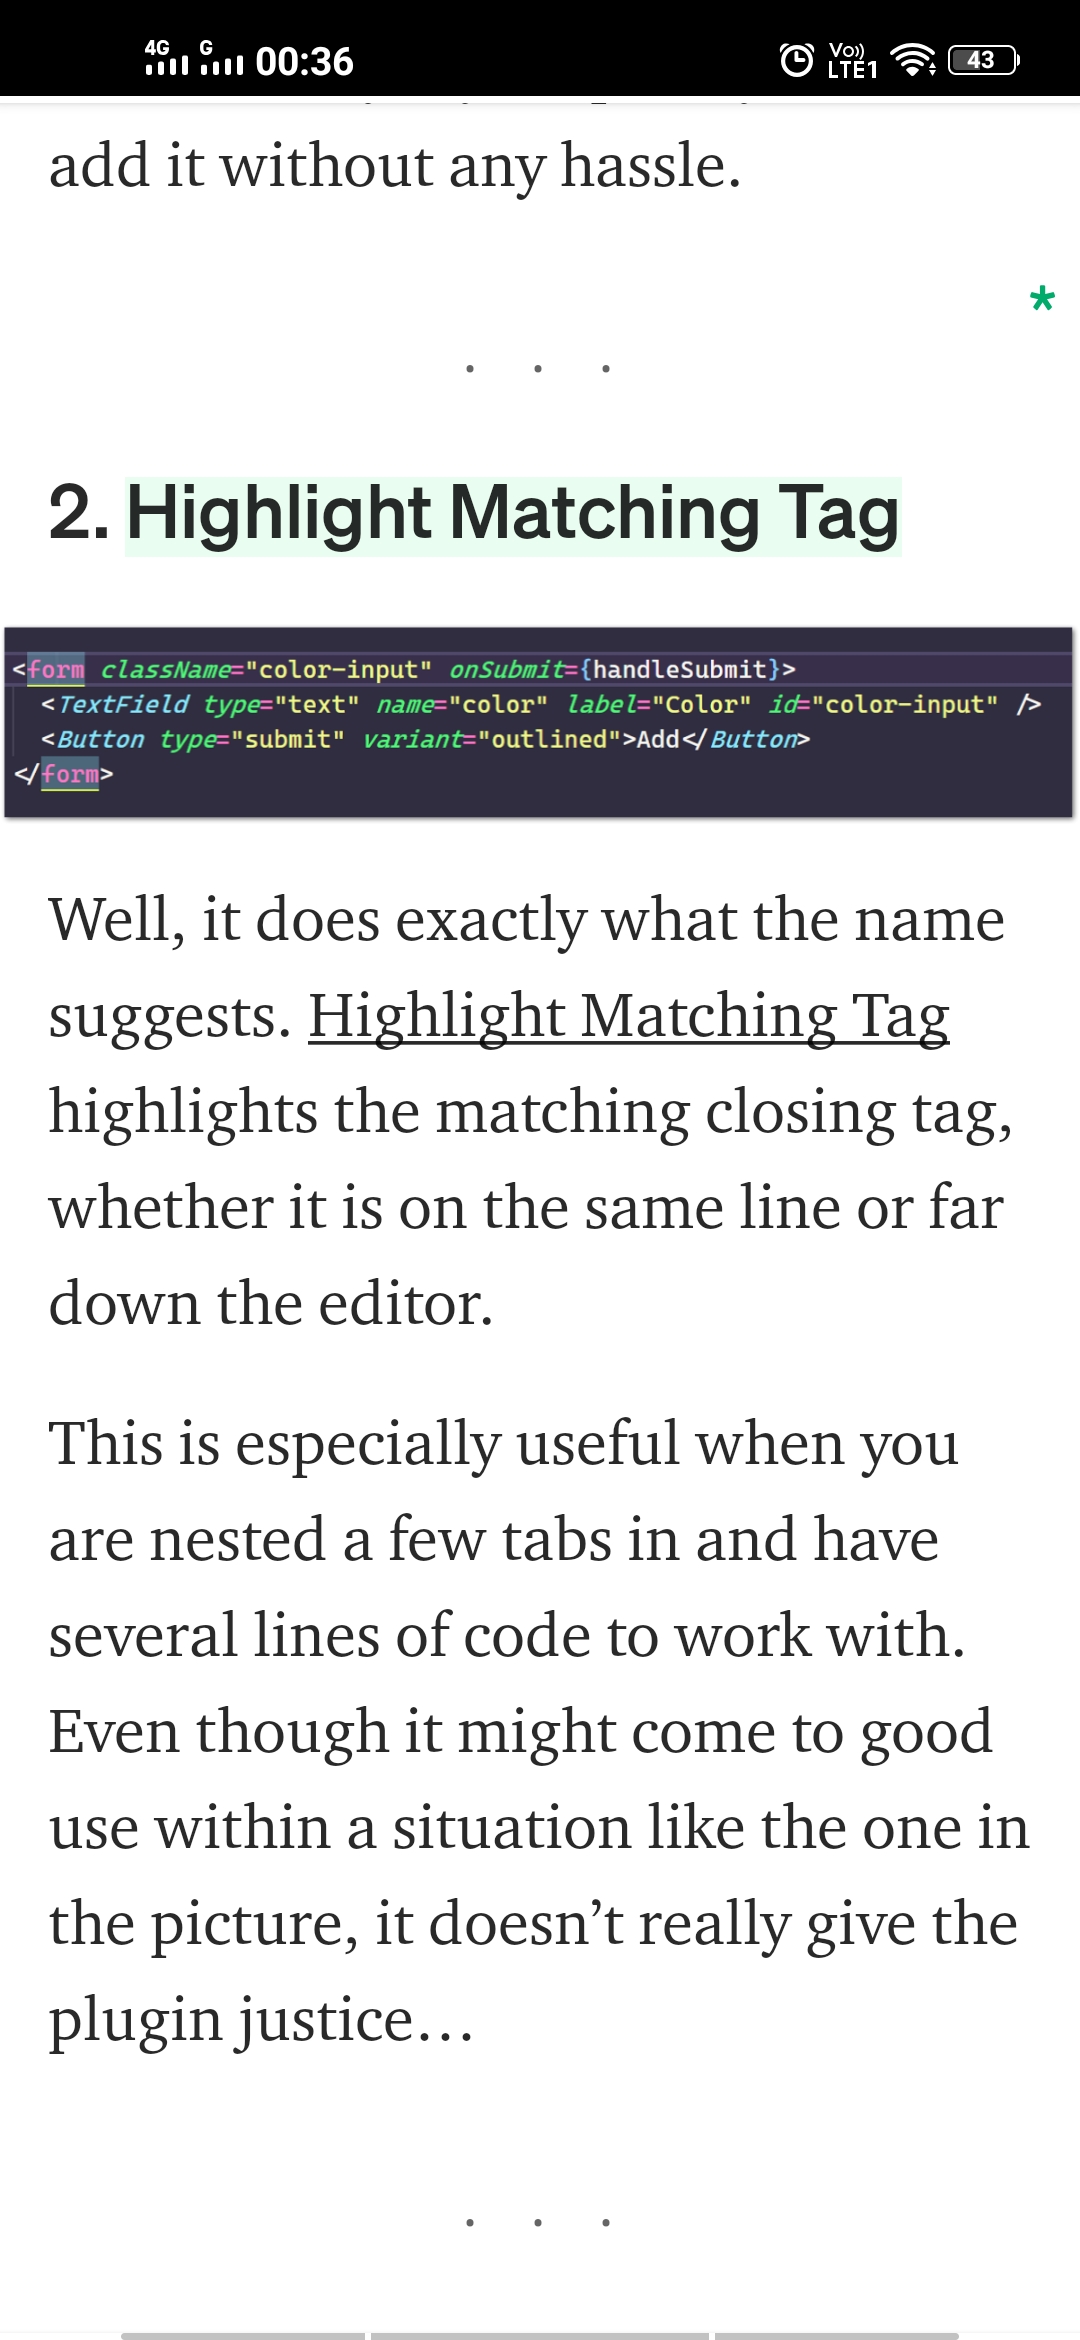 4G G 00:36 Vo)) LTE1 43
add it without any hassle.
*
. . .
2. Highlight Matching Tag
<form className="color-input" onSubmit={handleSubmit}>
<TextField type="text" name="color" label="Color" id="color-input" />
<Button type="submit" variant="outlined">Add</Button>
</form>
Well, it does exactly what the name
suggests. Highlight Matching Tag
highlights the matching closing tag,
whether it is on the same line or far
down the editor.
This is especially useful when you
are nested a few tabs in and have
several lines of code to work with.
Even though it might come to good
use within a situation like the one in
the picture, it doesn’t really give the
plugin justice…
. . .